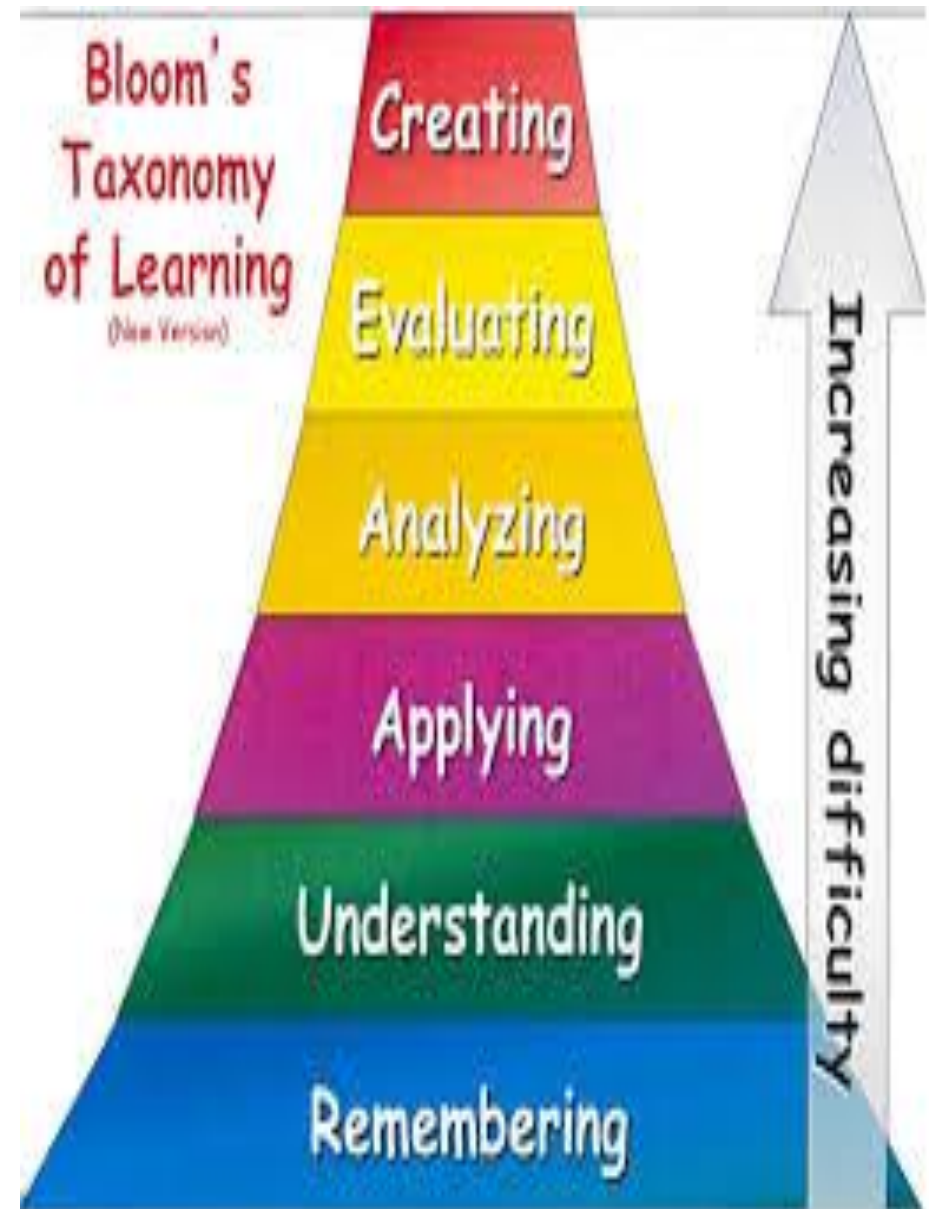 Bloom's
Taxonomy
of Learning
(New Version)
Creating
Evaluating
Analyzing
Applying
Understanding
Remembering
Increasing difficulty